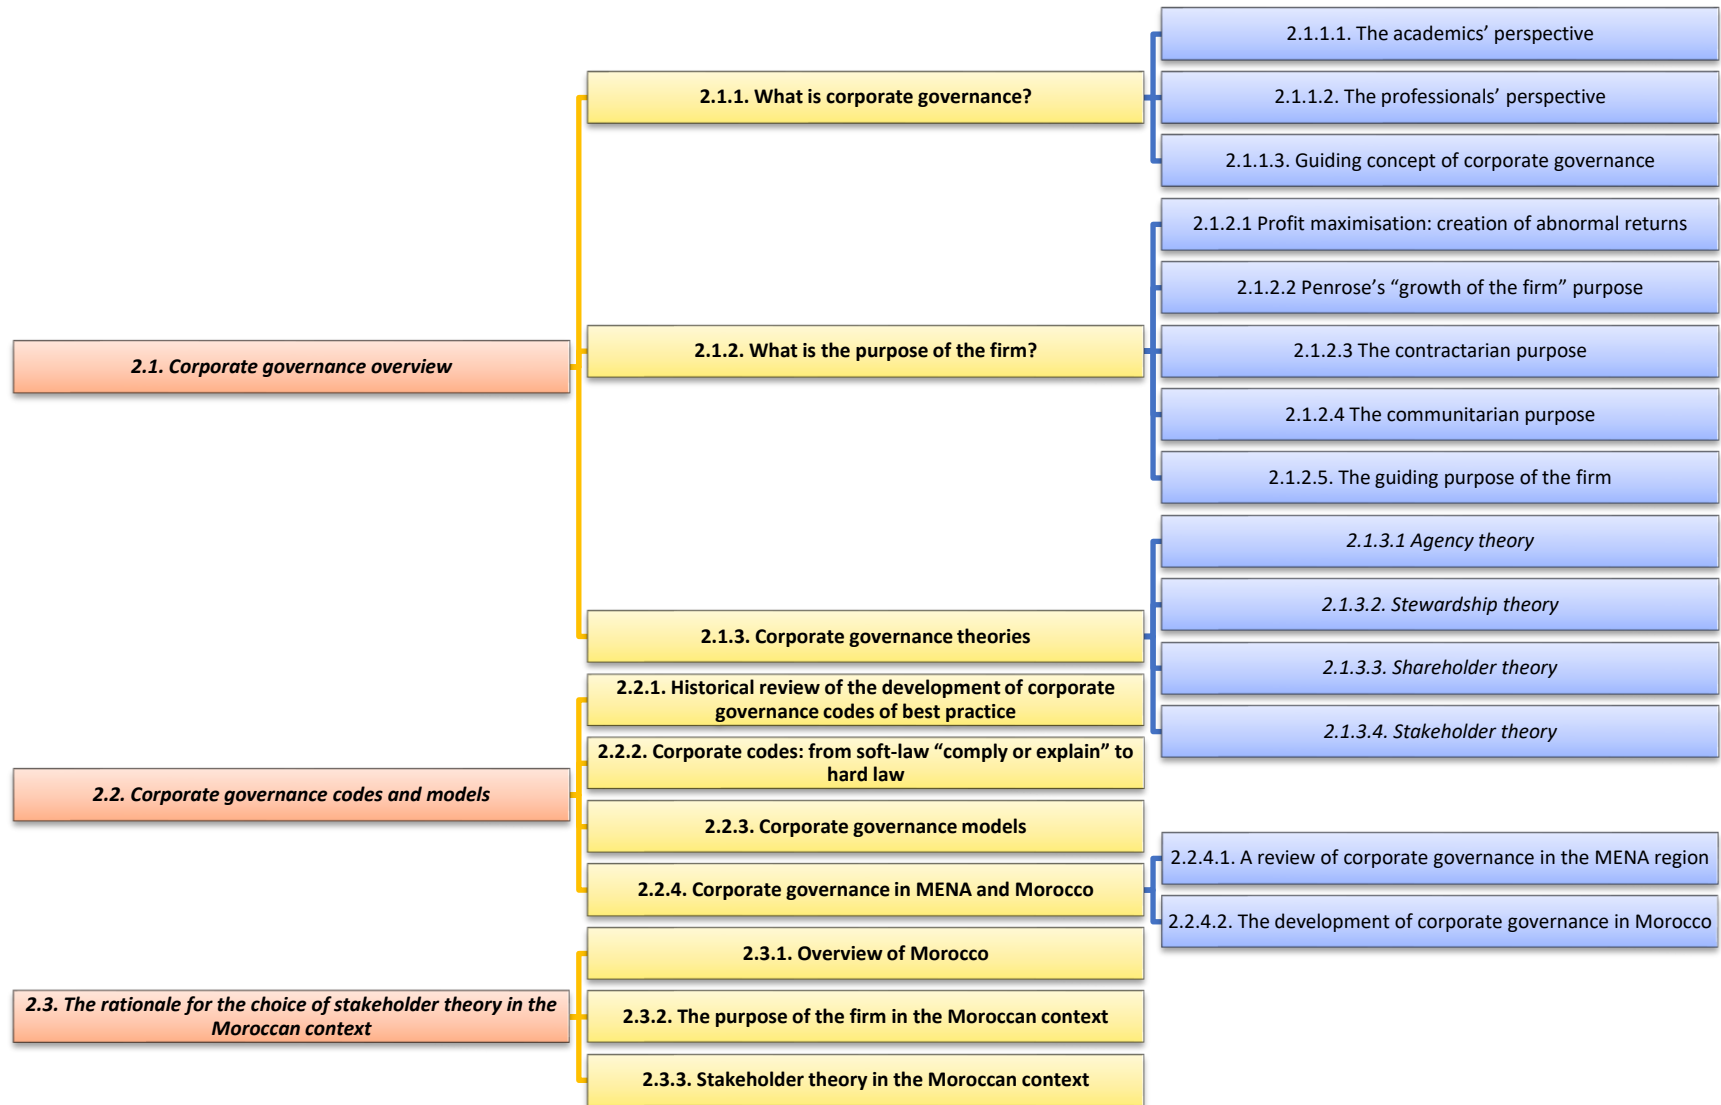 2.1. Corporate governance overview
2.1.1. What is corporate governance?
2.1.1.1. The academics’ perspective
2.1.1.2. The professionals’ perspective
2.1.1.3. Guiding concept of corporate governance
2.1.2. What is the purpose of the firm?
2.1.2.1 Profit maximisation: creation of abnormal returns
2.1.2.2 Penrose’s “growth of the firm” purpose
2.1.2.3 The contractarian purpose
2.1.2.4 The communitarian purpose
2.1.2.5. The guiding purpose of the firm
2.1.3. Corporate governance theories
2.1.3.1 Agency theory
2.1.3.2. Stewardship theory
2.1.3.3. Shareholder theory
2.1.3.4. Stakeholder theory
2.2. Corporate governance codes and models
2.2.1. Historical review of the development of corporate
governance codes of best practice
2.2.2. Corporate codes: from soft-law “comply or explain” to
hard law
2.2.3. Corporate governance models
2.2.4. Corporate governance in MENA and Morocco
2.2.4.1. A review of corporate governance in the MENA region
2.2.4.2. The development of corporate governance in Morocco
2.3. The rationale for the choice of stakeholder theory in the
Moroccan context
2.3.1. Overview of Morocco
2.3.2. The purpose of the firm in the Moroccan context
2.3.3. Stakeholder theory in the Moroccan context